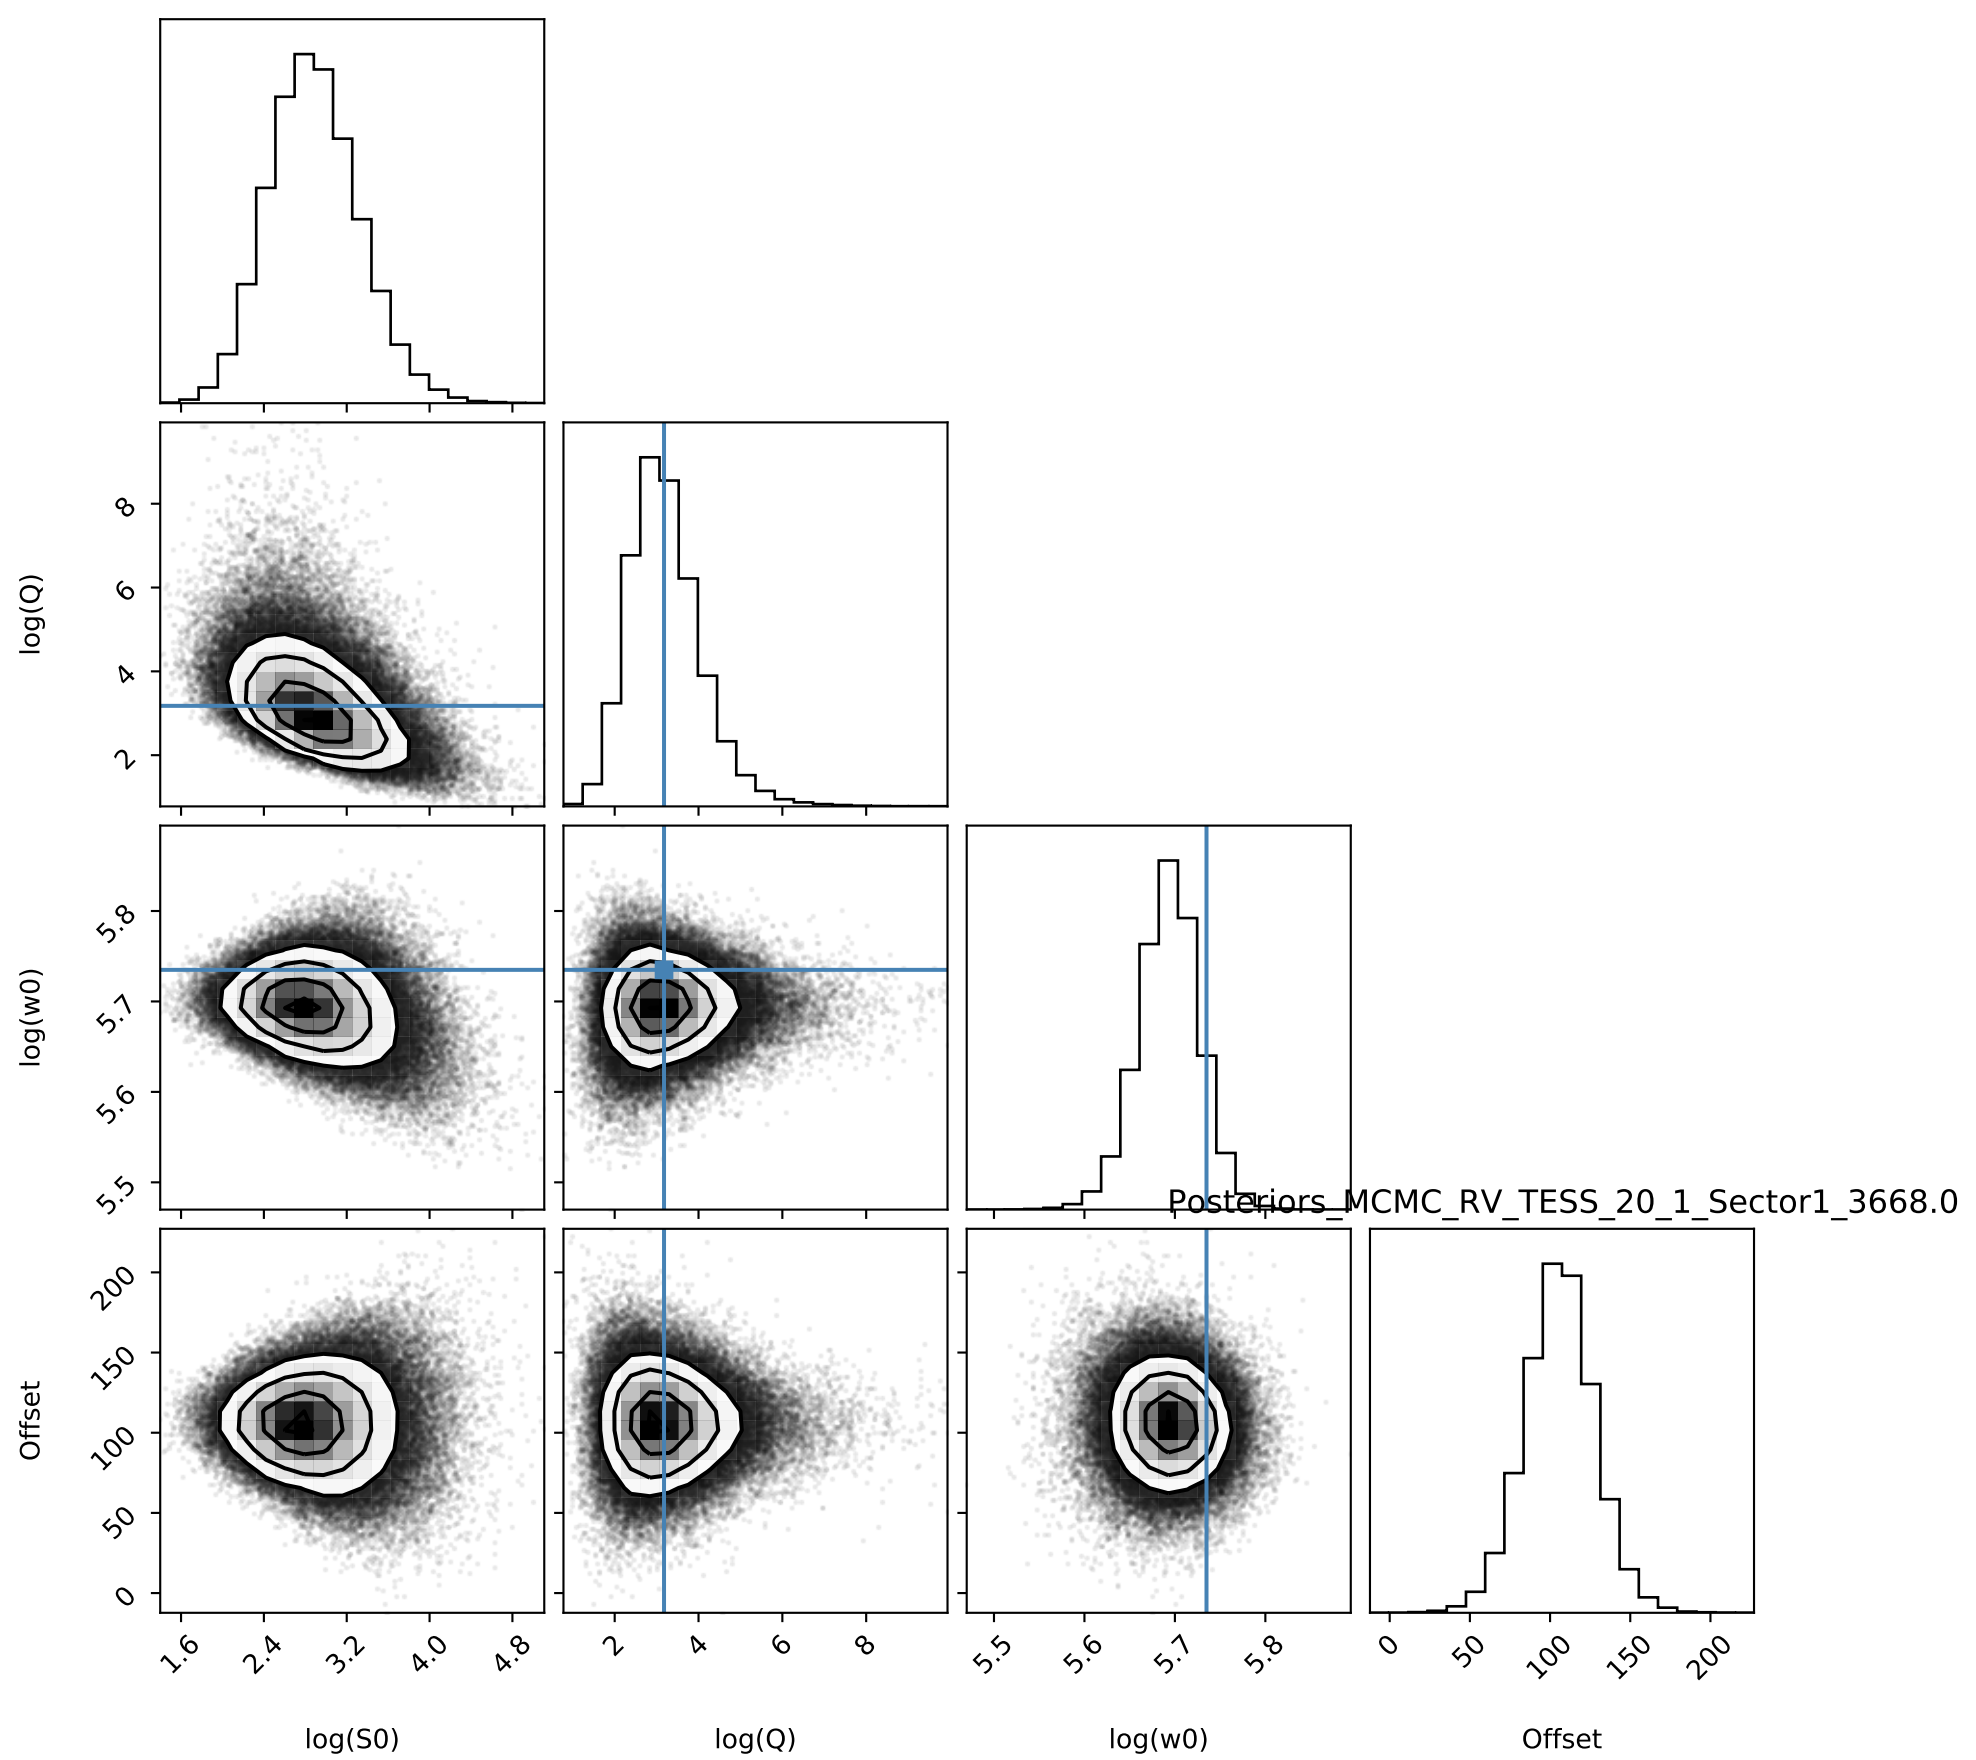 log(Q)
8
6
4
2
log(w0)
5.8
5.7
5.6
5.5
Posteriors_MCMC_RV_TESS_20_1_Sector1_3668.0
Offset
200
150
100
50
0
1.6 2.4 3.2 4.0 4.8
2 4 6 8
5.5 5.6 5.7 5.8
0 50 100 150 200
log(S0) log(Q) log(w0) Offset